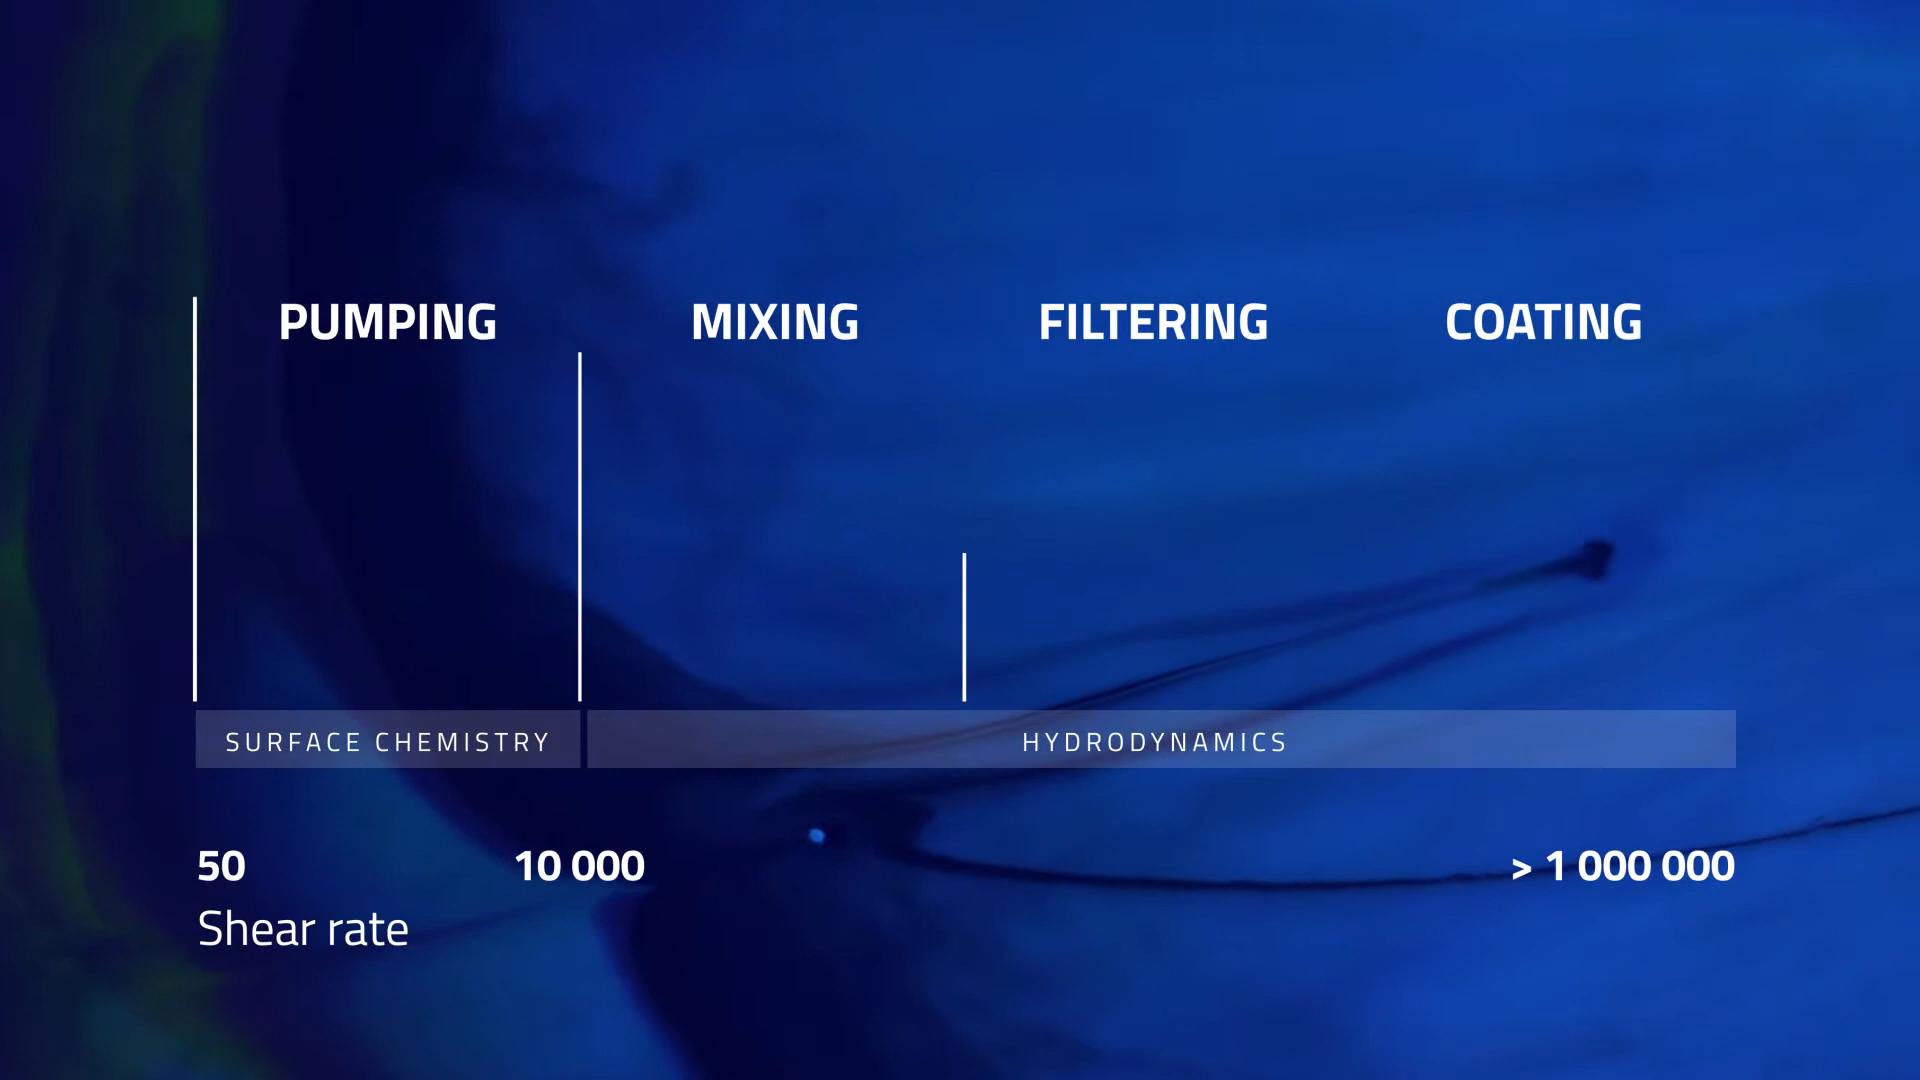 PUMPING MIXING FILTERING COATING
SURFACE CHEMISTRY HYDRODYNAMICS
50 10 000 > 1 000 000
Shear rate